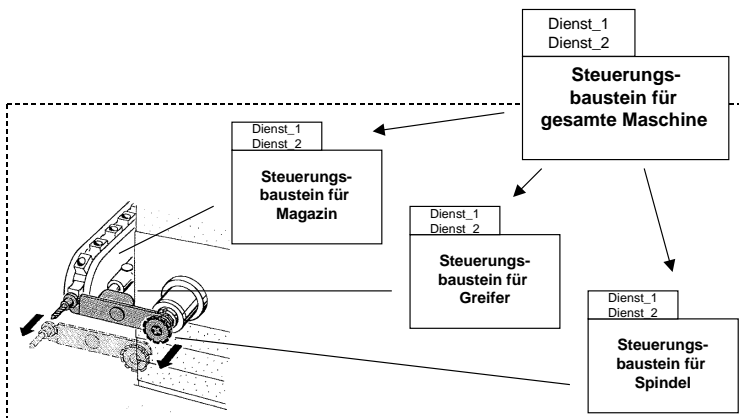 Dienst_1
Dienst_2
Steuerungs-
baustein für
gesamte Maschine
Dienst_1
Dienst_2
Steuerungs-
baustein für
Magazin
Dienst_1
Dienst_2
Steuerungs-
baustein für
Greifer
Dienst_1
Dienst_2
Steuerungs-
baustein für
Spindel